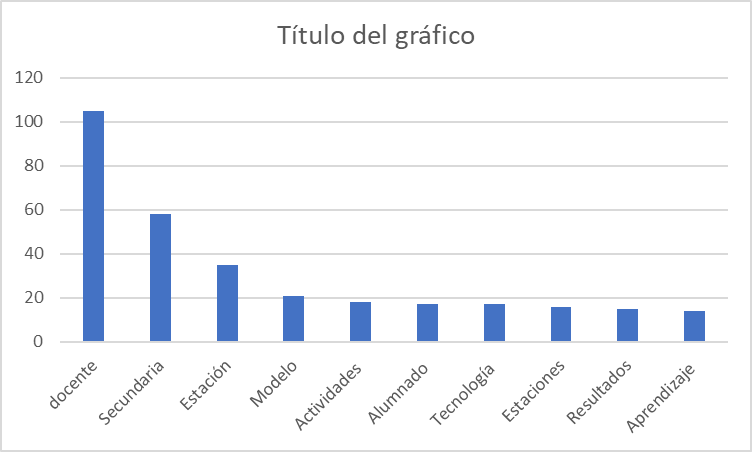 Título del gráfico
120
100
80
60
40
20
0
docente
Secundaria
Estación
Modelo
Actividades
Alumnado
Tecnología
Estaciones
Resultados
Aprendizaje